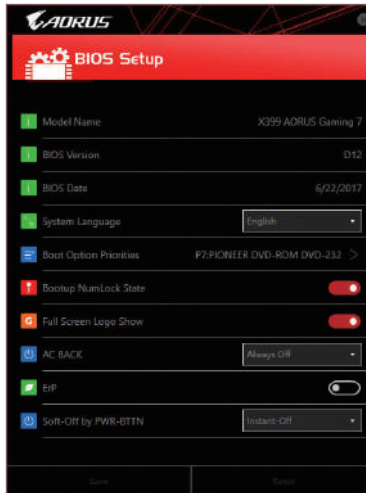 AORUS
BIOS Setup
Model Name X399 AORUS Gaming 7
BIOS Version D12
BIOS Date 6/22/2017
System Language English
Boot Option Priorities P7:PIONEER DVD-ROM DVD-232 >
Bootup NumLock State
G Full Screen Logo Show
AC BACK Always Off
ErP
Soft-Off by PWR-BTTN Instant-Off
Save